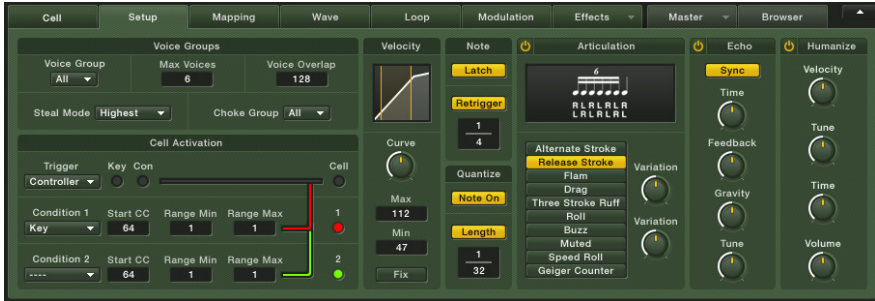 Cell Setup Mapping Wave Loop Modulation Effects Master Browser
Voice Groups
Voice Group Max Voices Voice Overlap
All 6 128
Steal Mode Highest Choke Group All
Cell Activation
Trigger Key Con Cell
Controller
Condition 1 Start CC Range Min Range Max 1
Key 64 1 1
Condition 2 Start CC Range Min Range Max 2
---- 64 1 1
Velocity
Curve
Max
112
Min
47
Fix
Note
Latch
Retrigger
1
4
Quantize
Note On
Length
1
32
Articulation
6
RLRLRLR
LRLRLRL
Alternate Stroke
Release Stroke
Flam
Drag
Three Stroke Ruff
Roll
Buzz
Muted
Speed Roll
Geiger Counter
Variation
Variation
Echo
Sync
Time
Feedback
Gravity
Tune
Humanize
Velocity
Tune
Time
Volume